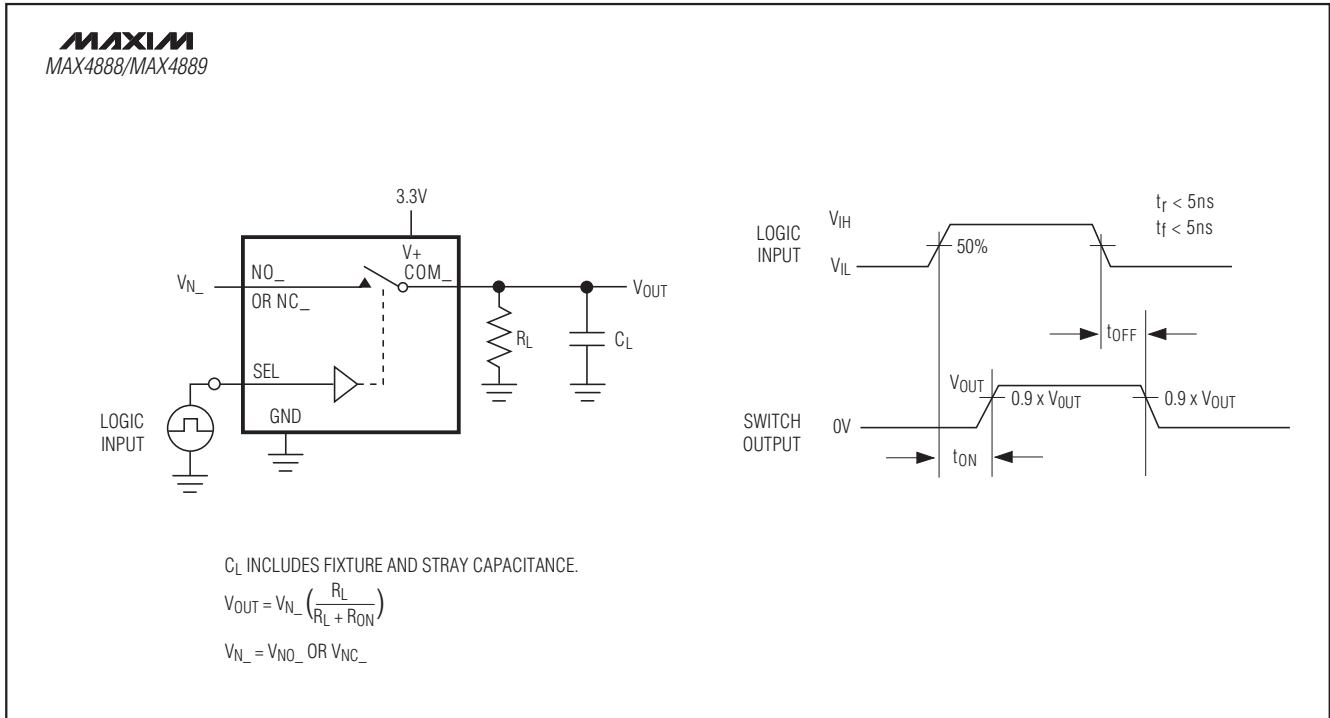 MAXIM
MAX4888/MAX4889
3.3V
V+
V_N_
NO_
COM_
OR NC_
V_OUT
R_L
C_L
SEL
GND
LOGIC
INPUT
C_L INCLUDES FIXTURE AND STRAY CAPACITANCE.
V_OUT = V_N_ (R_L / R_L + R_ON)
V_N_ = V_NO_ OR V_NC_
LOGIC
INPUT
V_IH
V_IL
50%
t_r < 5ns
t_f < 5ns
t_OFF
V_OUT
0.9 x V_OUT
0.9 x V_OUT
SWITCH
OUTPUT
0V
t_ON